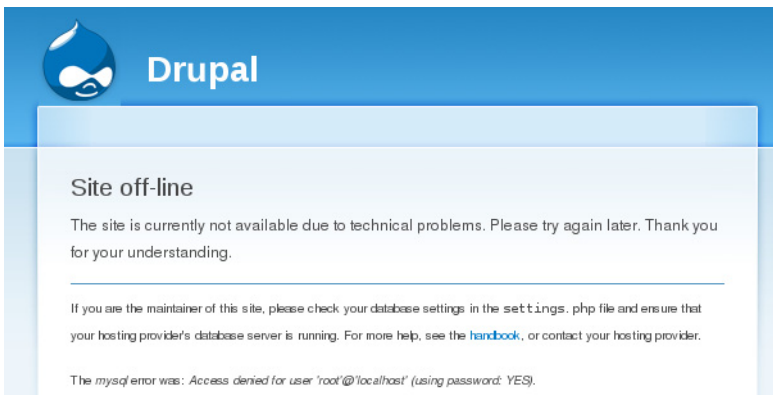 Drupal
Site off-line
The site is currently not available due to technical problems. Please try again later. Thank you
for your understanding.
If you are the maintainer of this site, please check your database settings in the settings.php file and ensure that
your hosting provider's database server is running. For more help, see the handbook, or contact your hosting provider.
The mysql error was: Access denied for user 'root'@'localhost' (using password: YES).